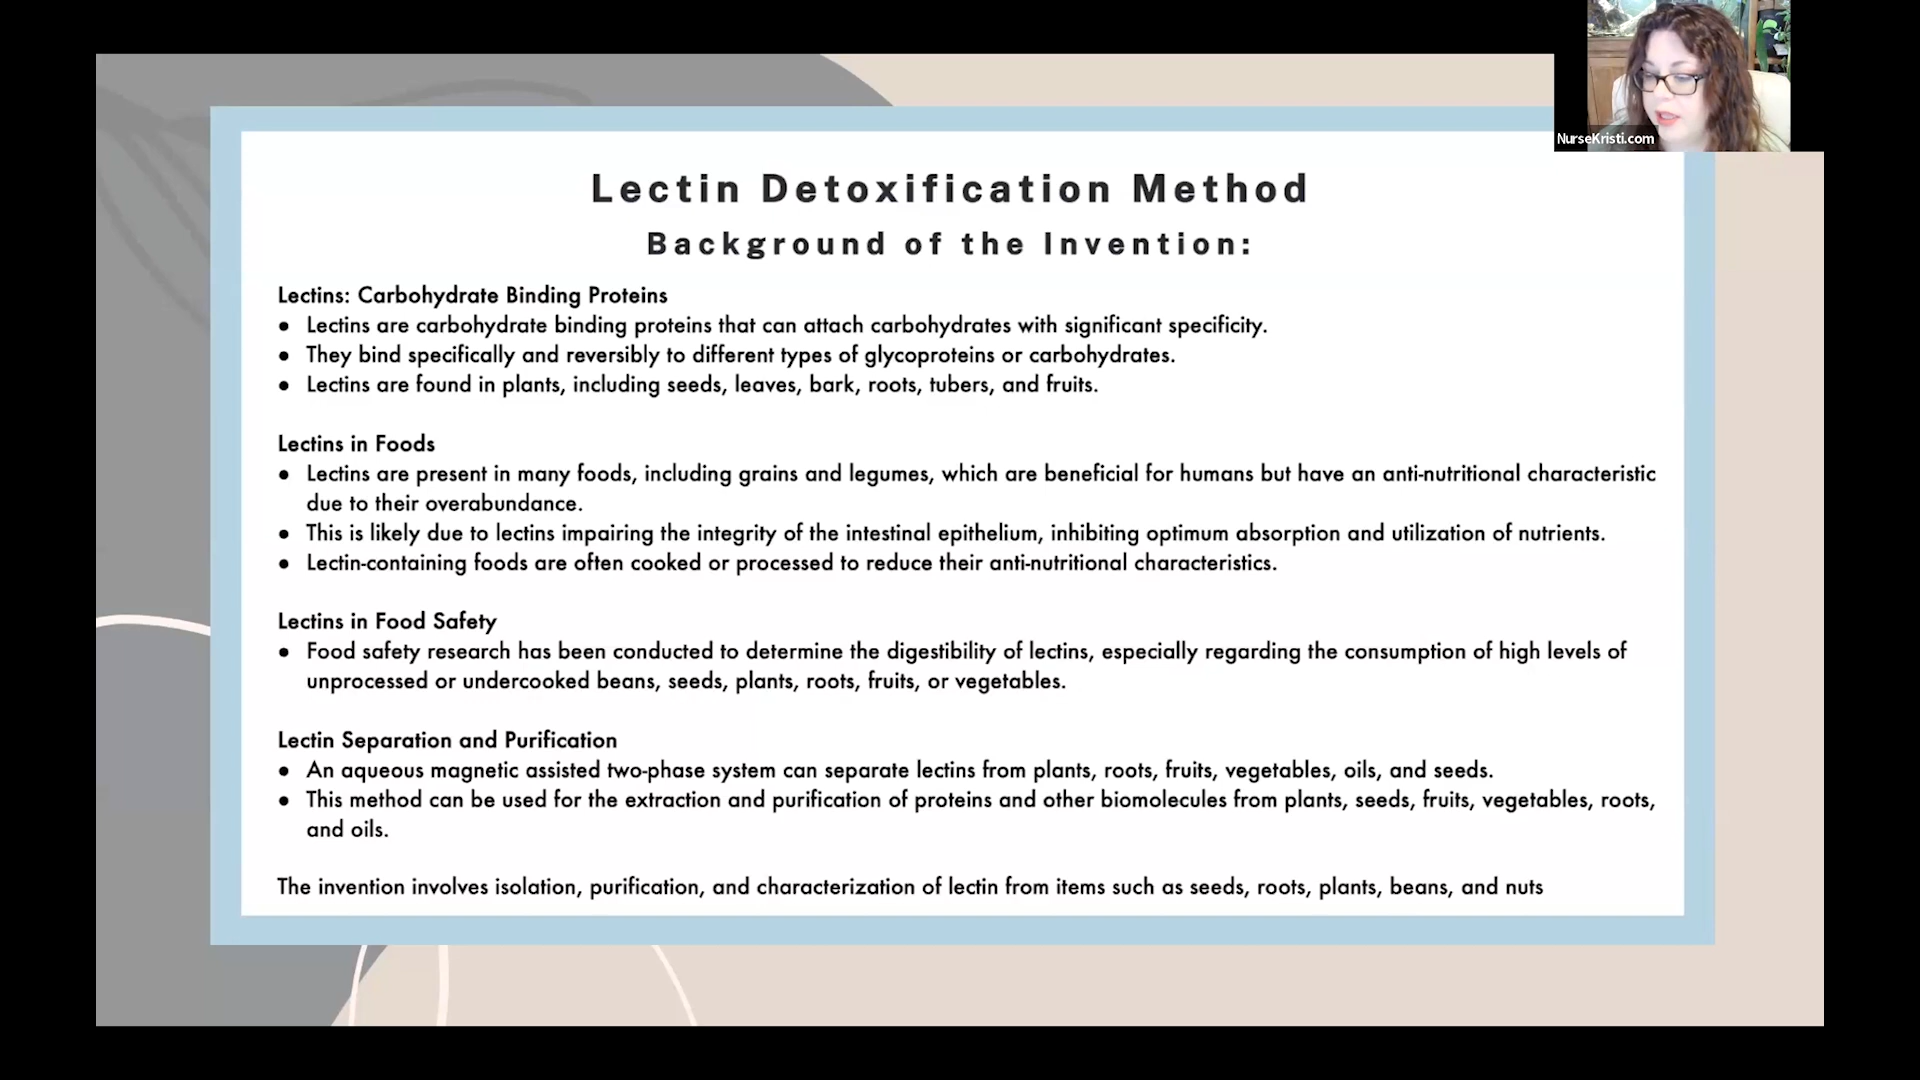 NurseKristi.com
Lectin Detoxification Method
Background of the Invention:
Lectins: Carbohydrate Binding Proteins
● Lectins are carbohydrate binding proteins that can attach carbohydrates with significant specificity.
● They bind specifically and reversibly to different types of glycoproteins or carbohydrates.
● Lectins are found in plants, including seeds, leaves, bark, roots, tubers, and fruits.
Lectins in Foods
● Lectins are present in many foods, including grains and legumes, which are beneficial for humans but have an anti-nutritional characteristic
due to their overabundance.
● This is likely due to lectins impairing the integrity of the intestinal epithelium, inhibiting optimum absorption and utilization of nutrients.
● Lectin-containing foods are often cooked or processed to reduce their anti-nutritional characteristics.
Lectins in Food Safety
● Food safety research has been conducted to determine the digestibility of lectins, especially regarding the consumption of high levels of
unprocessed or undercooked beans, seeds, plants, roots, fruits, or vegetables.
Lectin Separation and Purification
● An aqueous magnetic assisted two-phase system can separate lectins from plants, roots, fruits, vegetables, oils, and seeds.
● This method can be used for the extraction and purification of proteins and other biomolecules from plants, seeds, fruits, vegetables, roots,
and oils.
The invention involves isolation, purification, and characterization of lectin from items such as seeds, roots, plants, beans, and nuts